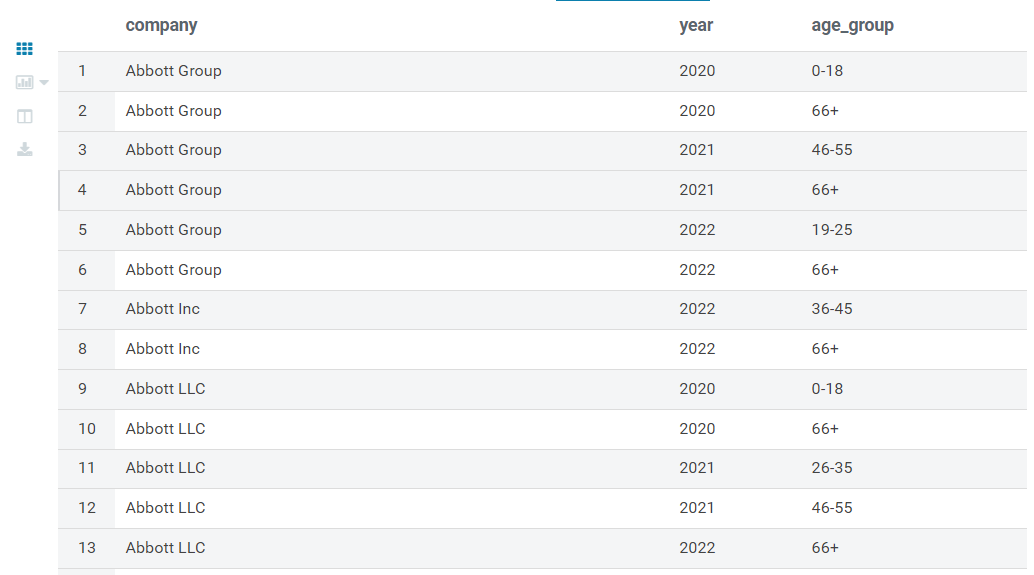 company year age_group
1 Abbott Group 2020 0-18
2 Abbott Group 2020 66+
3 Abbott Group 2021 46-55
4 Abbott Group 2021 66+
5 Abbott Group 2022 19-25
6 Abbott Group 2022 66+
7 Abbott Inc 2022 36-45
8 Abbott Inc 2022 66+
9 Abbott LLC 2020 0-18
10 Abbott LLC 2020 66+
11 Abbott LLC 2021 26-35
12 Abbott LLC 2021 46-55
13 Abbott LLC 2022 66+